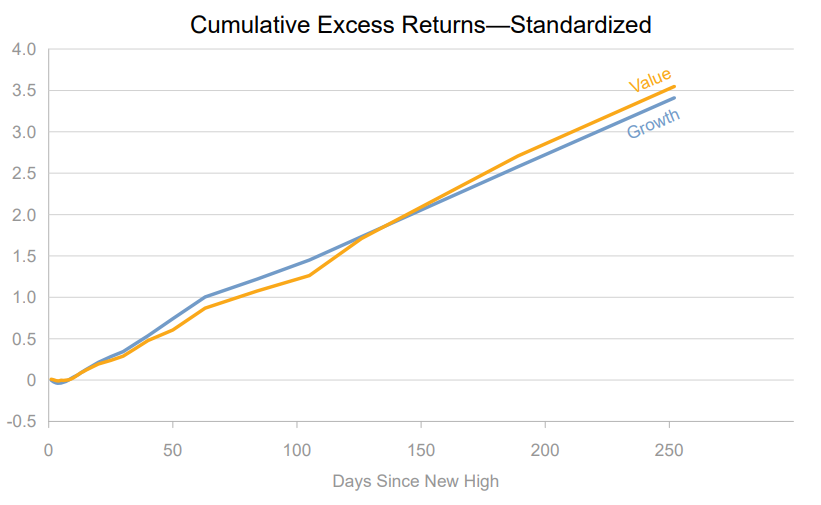 Cumulative Excess Returns—Standardized
4.0
3.5
3.0
2.5
2.0
1.5
1.0
0.5
0
-0.5
Value
Growth
0 50 100 150 200 250
Days Since New High